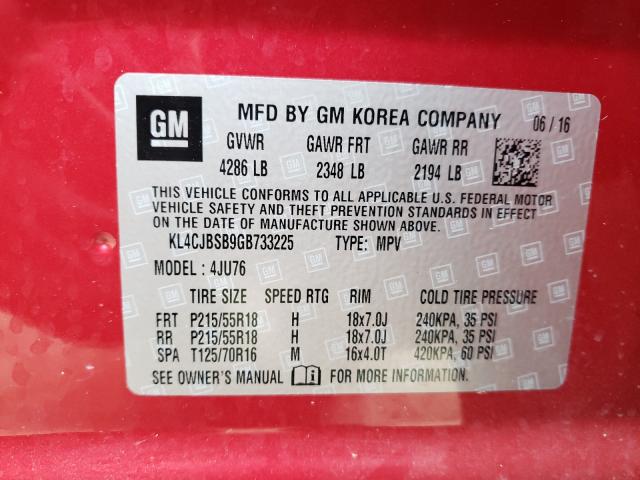 GM MFD BY GM KOREA COMPANY 06 / 16
GVWR GAWR FRT GAWR RR
4286 LB 2348 LB 2194 LB
THIS VEHICLE CONFORMS TO ALL APPLICABLE U.S. FEDERAL MOTOR
VEHICLE SAFETY AND THEFT PREVENTION STANDARDS IN EFFECT
ON THE DATE OF MANUFACTURE SHOWN ABOVE.
KL4CJBSB9GB733225 TYPE: MPV
MODEL : 4JU76
TIRE SIZE SPEED RTG RIM COLD TIRE PRESSURE
FRT P215/55R18 H 18x7.0J 240KPA, 35 PSI
RR P215/55R18 H 18x7.0J 240KPA, 35 PSI
SPA T125/70R16 M 16x4.0T 420KPA, 60 PSI
SEE OWNER'S MANUAL i FOR MORE INFORMATION.